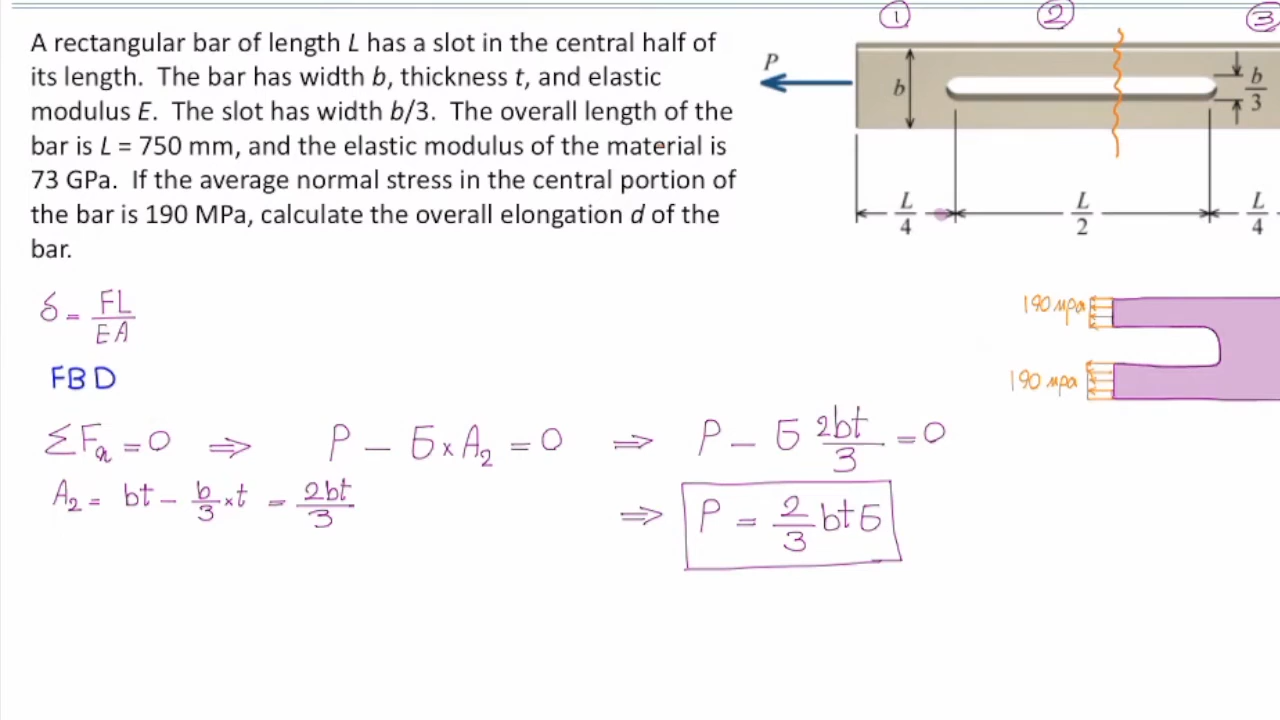 A rectangular bar of length L has a slot in the central half of
its length. The bar has width b, thickness t, and elastic
modulus E. The slot has width b/3. The overall length of the
bar is L = 750 mm, and the elastic modulus of the material is
73 GPa. If the average normal stress in the central portion of
the bar is 190 MPa, calculate the overall elongation d of the
bar.
① ② ③
P
b
b/3
L/4 L/2 L/4
190 mpa
190 mpa
δ = FL/EA
FBD
ΣFx = 0 ⇒ P − σ × A₂ = 0 ⇒ P − σ 2bt/3 = 0
A₂ = bt − b/3 × t = 2bt/3
⇒ P = 2/3 btσ